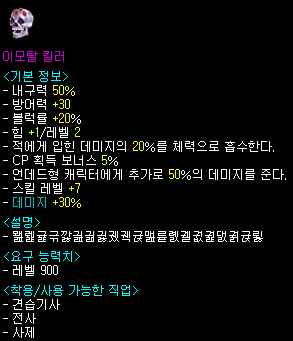 이모탈 킬러
<기본 정보>
- 내구력 50%
- 방어력 +30
- 블럭률 +20%
- 힘 +1/레벨 2
- 적에게 입힌 데미지의 20%를 체력으로 흡수한다.
- CP 획득 보너스 5%
- 언데드형 캐릭터에게 추가로 50%의 데미지를 준다.
- 스킬 레벨 +7
- 데미지 +30%
<설명>
<요구 능력치>
- 레벨 900
<착용/사용 가능한 직업>
- 견습기사
- 전사
- 사제